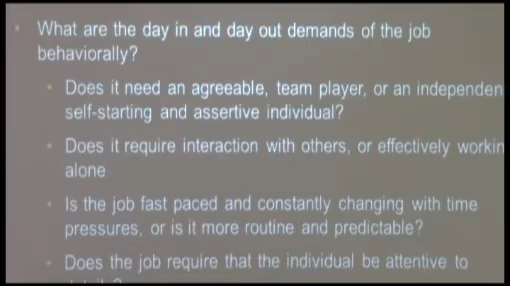 • What are the day in and day out demands of the job
behaviorally?
• Does it need an agreeable, team player, or an independen
self-starting and assertive individual?
• Does it require interaction with others, or effectively workin
alone
• Is the job fast paced and constantly changing with time
pressures, or is it more routine and predictable?
• Does the job require that the individual be attentive to